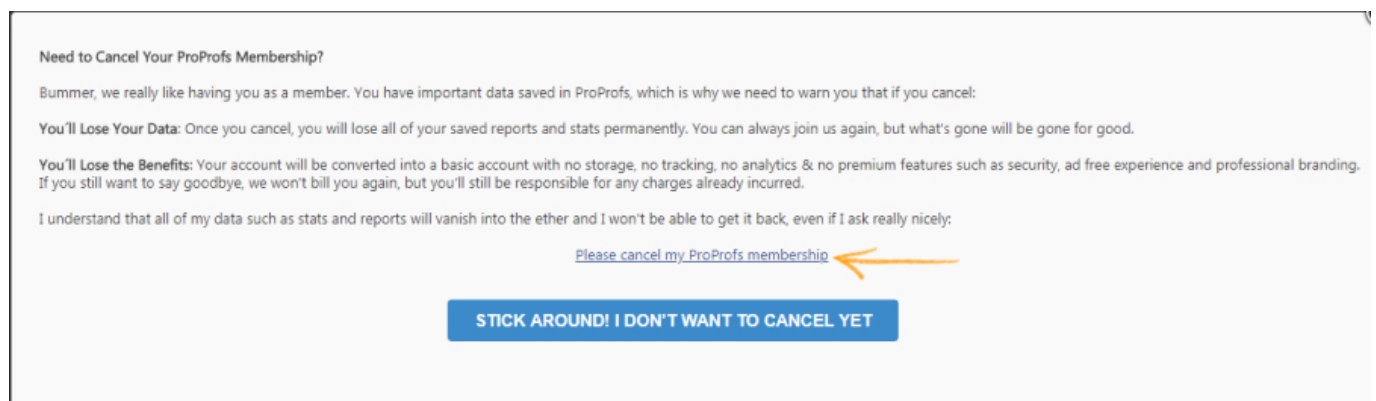 Need to Cancel Your ProProfs Membership?
Bummer, we really like having you as a member. You have important data saved in ProProfs, which is why we need to warn you that if you cancel:
You´ll Lose Your Data: Once you cancel, you will lose all of your saved reports and stats permanently. You can always join us again, but what's gone will be gone for good.
You´ll Lose the Benefits: Your account will be converted into a basic account with no storage, no tracking, no analytics & no premium features such as security, ad free experience and professional branding.
If you still want to say goodbye, we won't bill you again, but you'll still be responsible for any charges already incurred.
I understand that all of my data such as stats and reports will vanish into the ether and I won't be able to get it back, even if I ask really nicely:
Please cancel my ProProfs membership
STICK AROUND! I DON'T WANT TO CANCEL YET